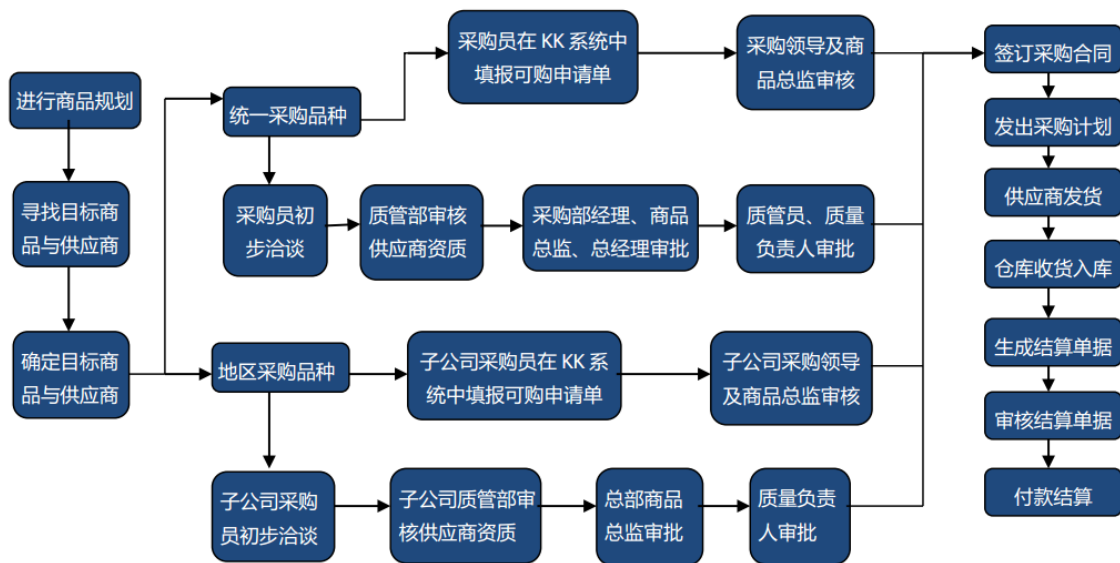 进行商品规划
寻找目标商
品与供应商
确定目标商
品与供应商
统一采购品种
采购员在 KK 系统中
填报可购申请单
采购领导及商
品总监审核
采购员初
步洽谈
质管部审核
供应商资质
采购部经理、商品
总监、总经理审批
质管员、质量
负责人审批
地区采购品种
子公司采购员在 KK 系
统中填报可购申请单
子公司采购领导
及商品总监审核
子公司采购
员初步洽谈
子公司质管部审
核供应商资质
总部商品
总监审批
质量负责
人审批
签订采购合同
发出采购计划
供应商发货
仓库收货入库
生成结算单据
审核结算单据
付款结算